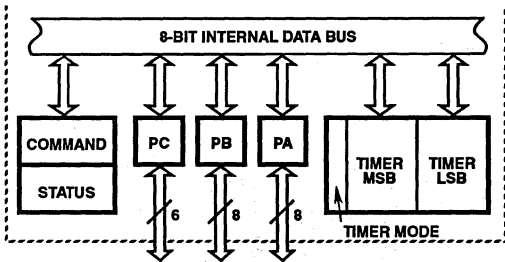 8-BIT INTERNAL DATA BUS
COMMAND
STATUS
PC
PB
PA
TIMER
MSB
TIMER
LSB
6
8
8
TIMER MODE